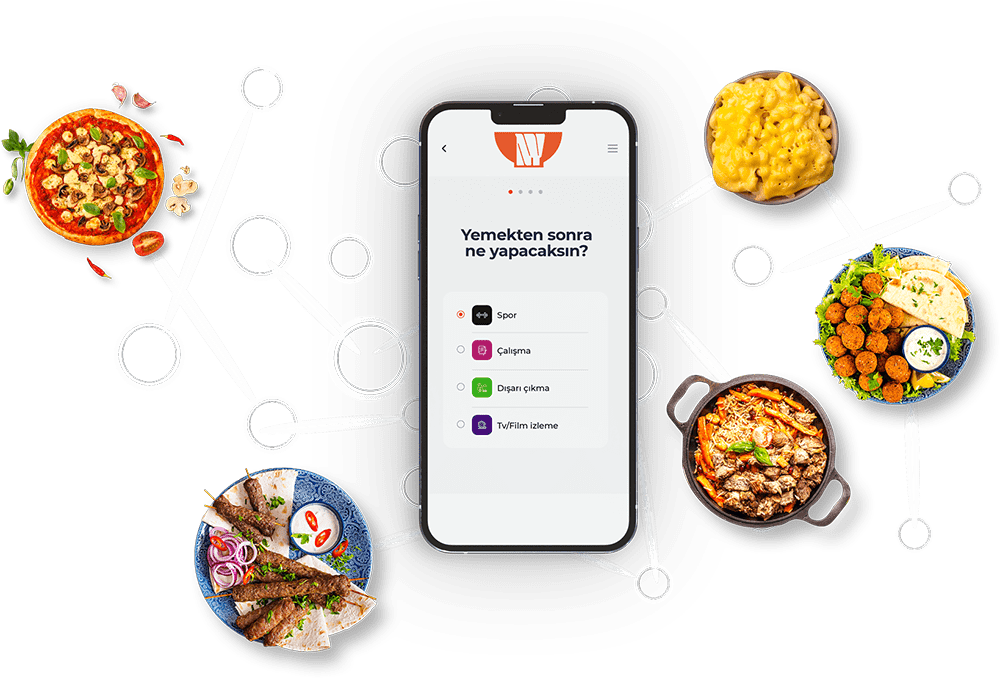 Yemekten sonra
ne yapacaksın?
Spor
Çalışma
Dışarı çıkma
Tv/Film izleme